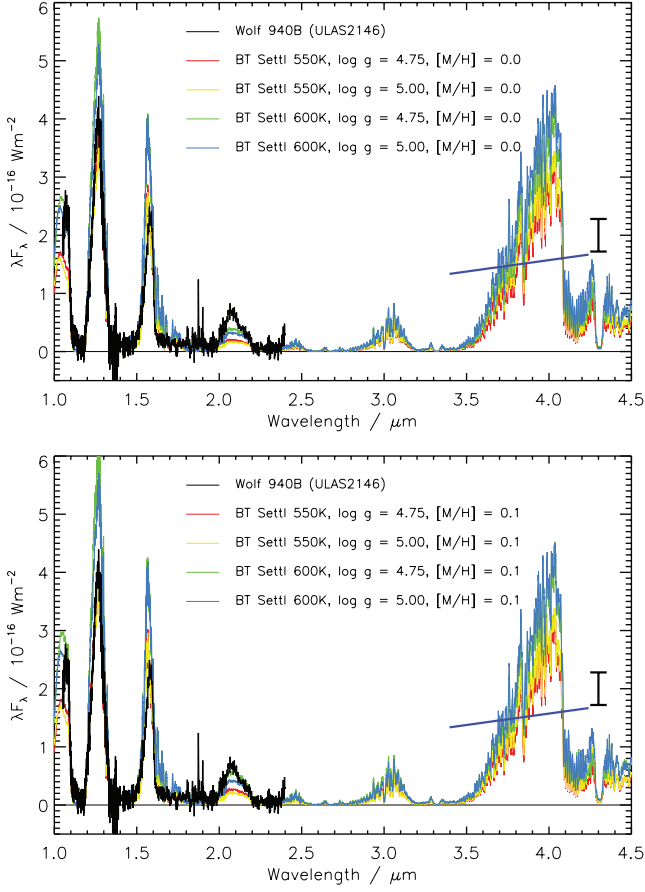 6
5
4
3
2
1
0
λFλ / 10⁻¹⁶ Wm⁻²
Wolf 940B (ULAS2146)
BT Settl 550K, log g = 4.75, [M/H] = 0.0
BT Settl 550K, log g = 5.00, [M/H] = 0.0
BT Settl 600K, log g = 4.75, [M/H] = 0.0
BT Settl 600K, log g = 5.00, [M/H] = 0.0
1.0 1.5 2.0 2.5 3.0 3.5 4.0 4.5
Wavelength / μm
6
5
4
3
2
1
0
λFλ / 10⁻¹⁶ Wm⁻²
Wolf 940B (ULAS2146)
BT Settl 550K, log g = 4.75, [M/H] = 0.1
BT Settl 550K, log g = 5.00, [M/H] = 0.1
BT Settl 600K, log g = 4.75, [M/H] = 0.1
BT Settl 600K, log g = 5.00, [M/H] = 0.1
1.0 1.5 2.0 2.5 3.0 3.5 4.0 4.5
Wavelength / μm